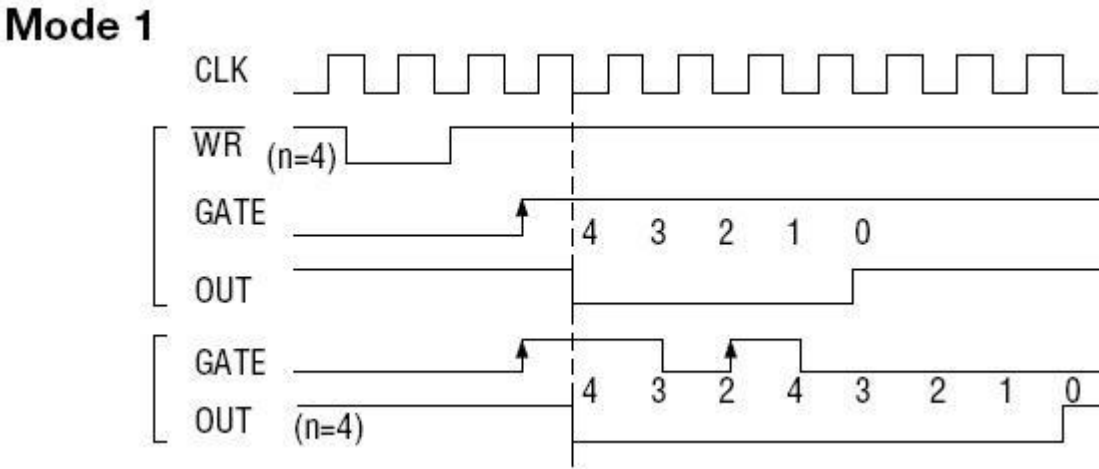 Mode 1
CLK
WR (n=4)
GATE
4 3 2 1 0
OUT
GATE
4 3 2 4 3 2 1 0
OUT (n=4)